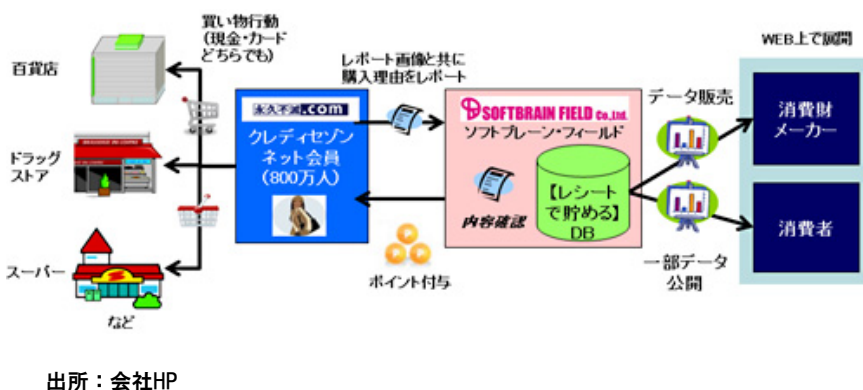 買い物行動
(現金・カード
どちらでも)
百貨店
ドラッグ
ストア
スーパー
など
永久不滅.com
クレディセゾン
ネット会員
(800万人)
レポート画像と共に
購入理由をレポート
ポイント付与
SOFTBRAIN FIELD Co.,Ltd.
ソフトブレーン・フィールド
内容確認
【レシート
で貯める】
DB
データ販売
一部データ
公開
WEB上で展開
消費財
メーカー
消費者
出所：会社HP